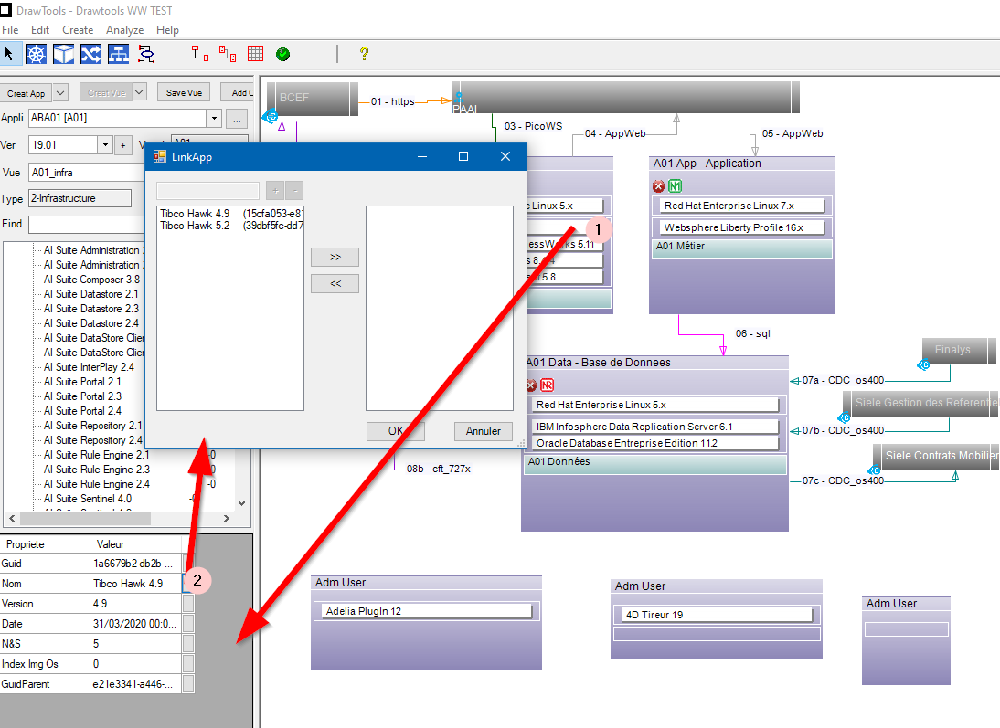 DrawTools - Drawtools WW TEST
File Edit Create Analyze Help
?
Creat App Creat Vue Save Vue Add C
Appli ABA01 [A01] ...
Ver 19.01 +
Vue A01_infra
Type 2-Infrastructure
Find
AI Suite Administration
AI Suite Administration
AI Suite Composer 3.8
AI Suite Datastore 2.1
AI Suite Datastore 2.3
AI Suite Datastore 2.4
AI Suite DataStore Clier
AI Suite DataStore Clier
AI Suite InterPlay 2.4
AI Suite Portal 2.1
AI Suite Portal 2.3
AI Suite Portal 2.4
AI Suite Repository 2.1
AI Suite Repository 2.4
AI Suite Rule Engine 2.1 -0
AI Suite Rule Engine 2.3 -0
AI Suite Rule Engine 2.4 -0
AI Suite Sentinel 4.0
Propriete Valeur
Guid 1a6679b2-db2b-...
Nom Tibco Hawk 4.9
2
Version 4.9
Date 31/03/2020 00:0...
N&S 5
Index Img Os 0
GuidParent e21e3341-a446-...
LinkApp
+ -
Tibco Hawk 4.9 (15cfa053-e8
Tibco Hawk 5.2 (39dbf5fc-dd7
>>
<<
OK Annuler
BCEF
01 - https
PAAI
03 - PicoWS
04 - AppWeb
05 - AppWeb
e Linux 5.x
1
essWorks 5.11
5.8
A01 App - Application
Red Hat Enterprise Linux 7.x
Websphere Liberty Profile 16.x
A01 Métier
06 - sql
A01 Data - Base de Donnees
NR
Red Hat Enterprise Linux 5.x
IBM Infosphere Data Replication Server 6.1
Oracle Database Entreprise Edition 11.2
A01 Données
08b - cft_727x
Finalys
07a - CDC_os400
Siele Gestion des Referentie
07b - CDC_os400
Siele Contrats Mobilier
07c - CDC_os400
Adm User
Adelia PlugIn 12
Adm User
4D Tireur 19
Adm User